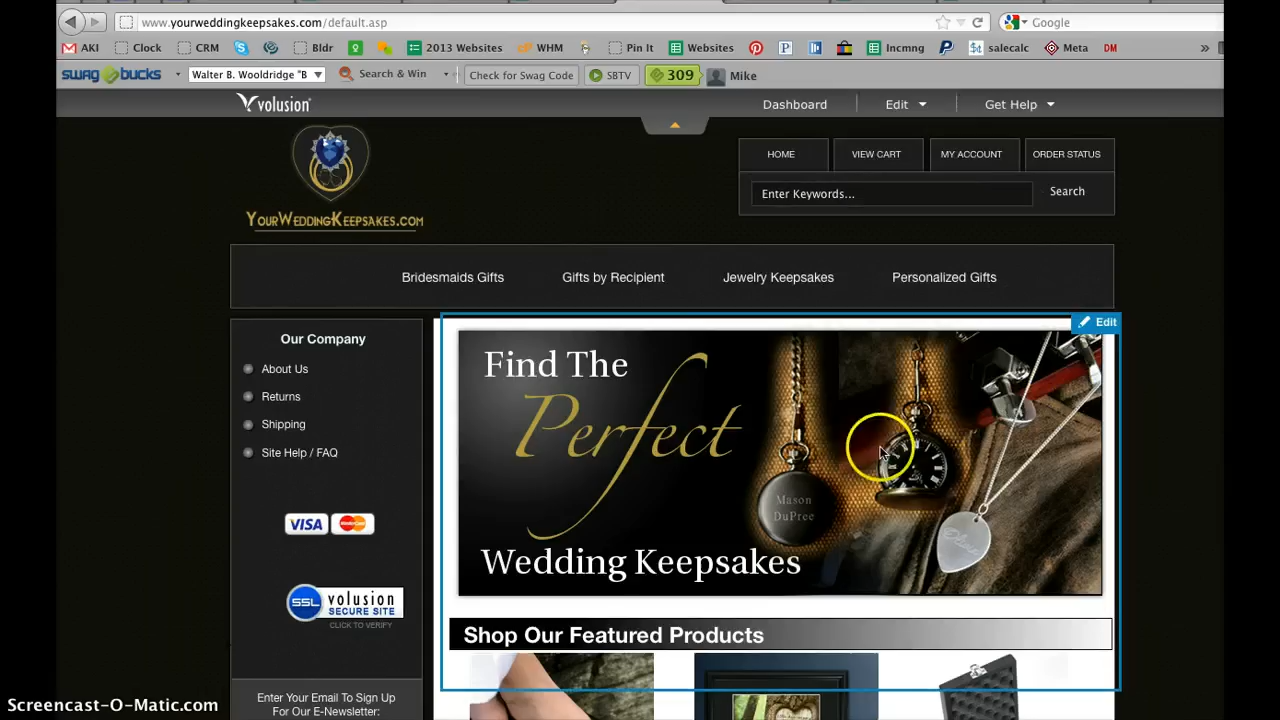 www.yourweddingkeepsakes.com/default.asp
Google
AKI Clock CRM Bldr 2013 Websites WHM Pin It Websites Incmng salecalc Meta DM »
swagbucks Walter B. Wooldridge "B Search & Win Check for Swag Code SBTV 309 Mike
volusion Dashboard Edit Get Help
HOME VIEW CART MY ACCOUNT ORDER STATUS
Enter Keywords... Search
YOURWEDDINGKEEPSAKES.COM
Bridesmaids Gifts Gifts by Recipient Jewelry Keepsakes Personalized Gifts
Our Company
About Us
Returns
Shipping
Site Help / FAQ
VISA MasterCard
SSL volusion
SECURE SITE
CLICK TO VERIFY
Enter Your Email To Sign Up
For Our E-Newsletter:
Edit
Find The
Perfect
Wedding Keepsakes
Mason
DuPree
Shop Our Featured Products
Screencast-O-Matic.com